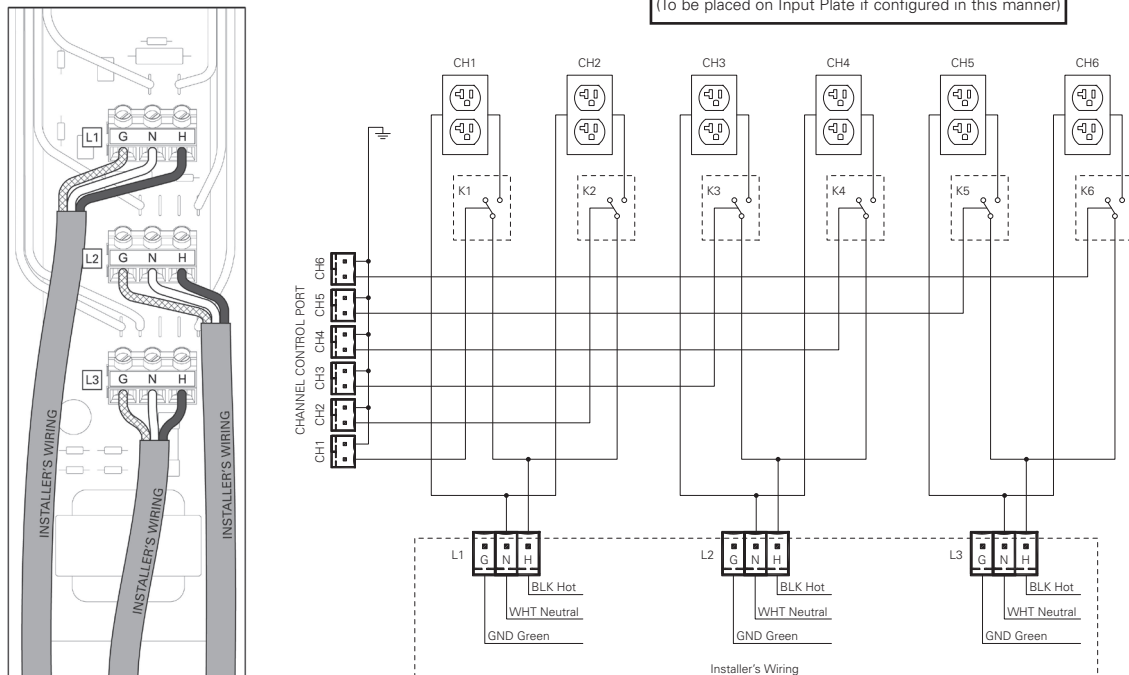 (To be placed on Input Plate if configured in this manner)
CH1
CH2
CH3
CH4
CH5
CH6
K1
K2
K3
K4
K5
K6
CHANNEL CONTROL PORT
CH6
CH5
CH4
CH3
CH2
CH1
L1
G N H
BLK Hot
WHT Neutral
GND Green
L2
G N H
BLK Hot
WHT Neutral
GND Green
L3
G N H
BLK Hot
WHT Neutral
GND Green
Installer's Wiring
L1
G N H
L2
G N H
L3
G N H
INSTALLER'S WIRING
INSTALLER'S WIRING
INSTALLER'S WIRING